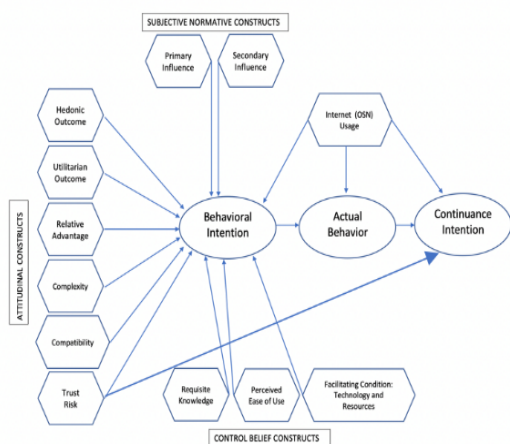 SUBJECTIVE NORMATIVE CONSTRUCTS
Primary
Influence
Secondary
Influence
Hedonic
Outcome
Internet (OSN)
Usage
Utilitarian
Outcome
ATTITUDINAL CONSTRUCTS
Relative
Advantage
Behavioral
Intention
Actual
Behavior
Continuance
Intention
Complexity
Compatibility
Trust
Risk
Requisite
Knowledge
Perceived
Ease of Use
Facilitating Condition:
Technology and
Resources
CONTROL BELIEF CONSTRUCTS